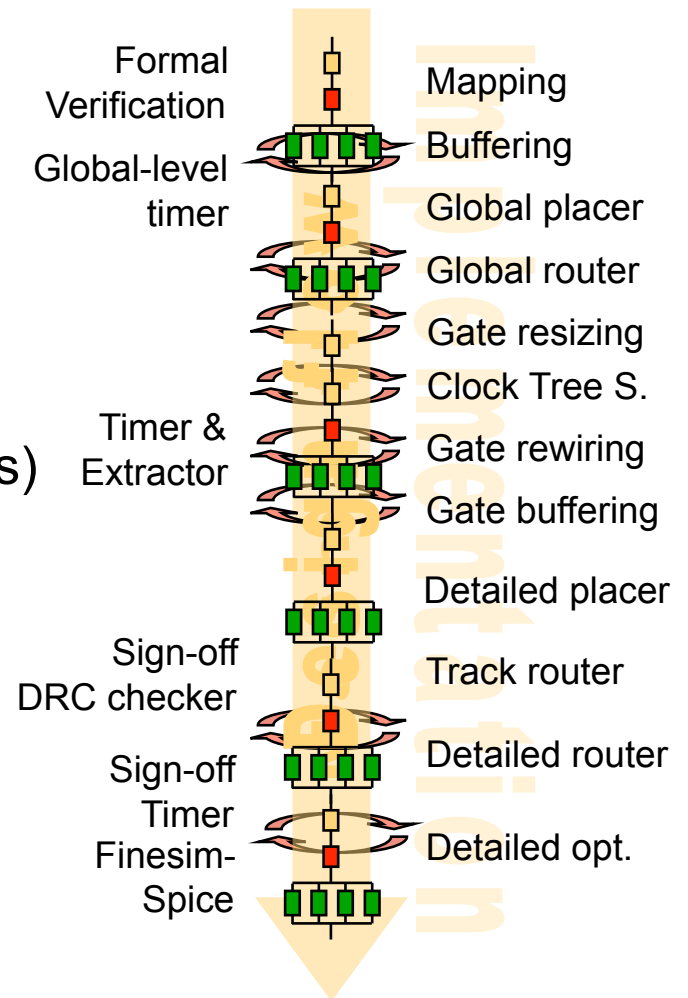 Formal
Verification
Global-level
timer
s)
Timer &
Extractor
Sign-off
DRC checker
Sign-off
Timer
Finesim-
Spice
Mapping
Buffering
Global placer
Global router
Gate resizing
Clock Tree S.
Gate rewiring
Gate buffering
Detailed placer
Track router
Detailed router
Detailed opt.
Implementation